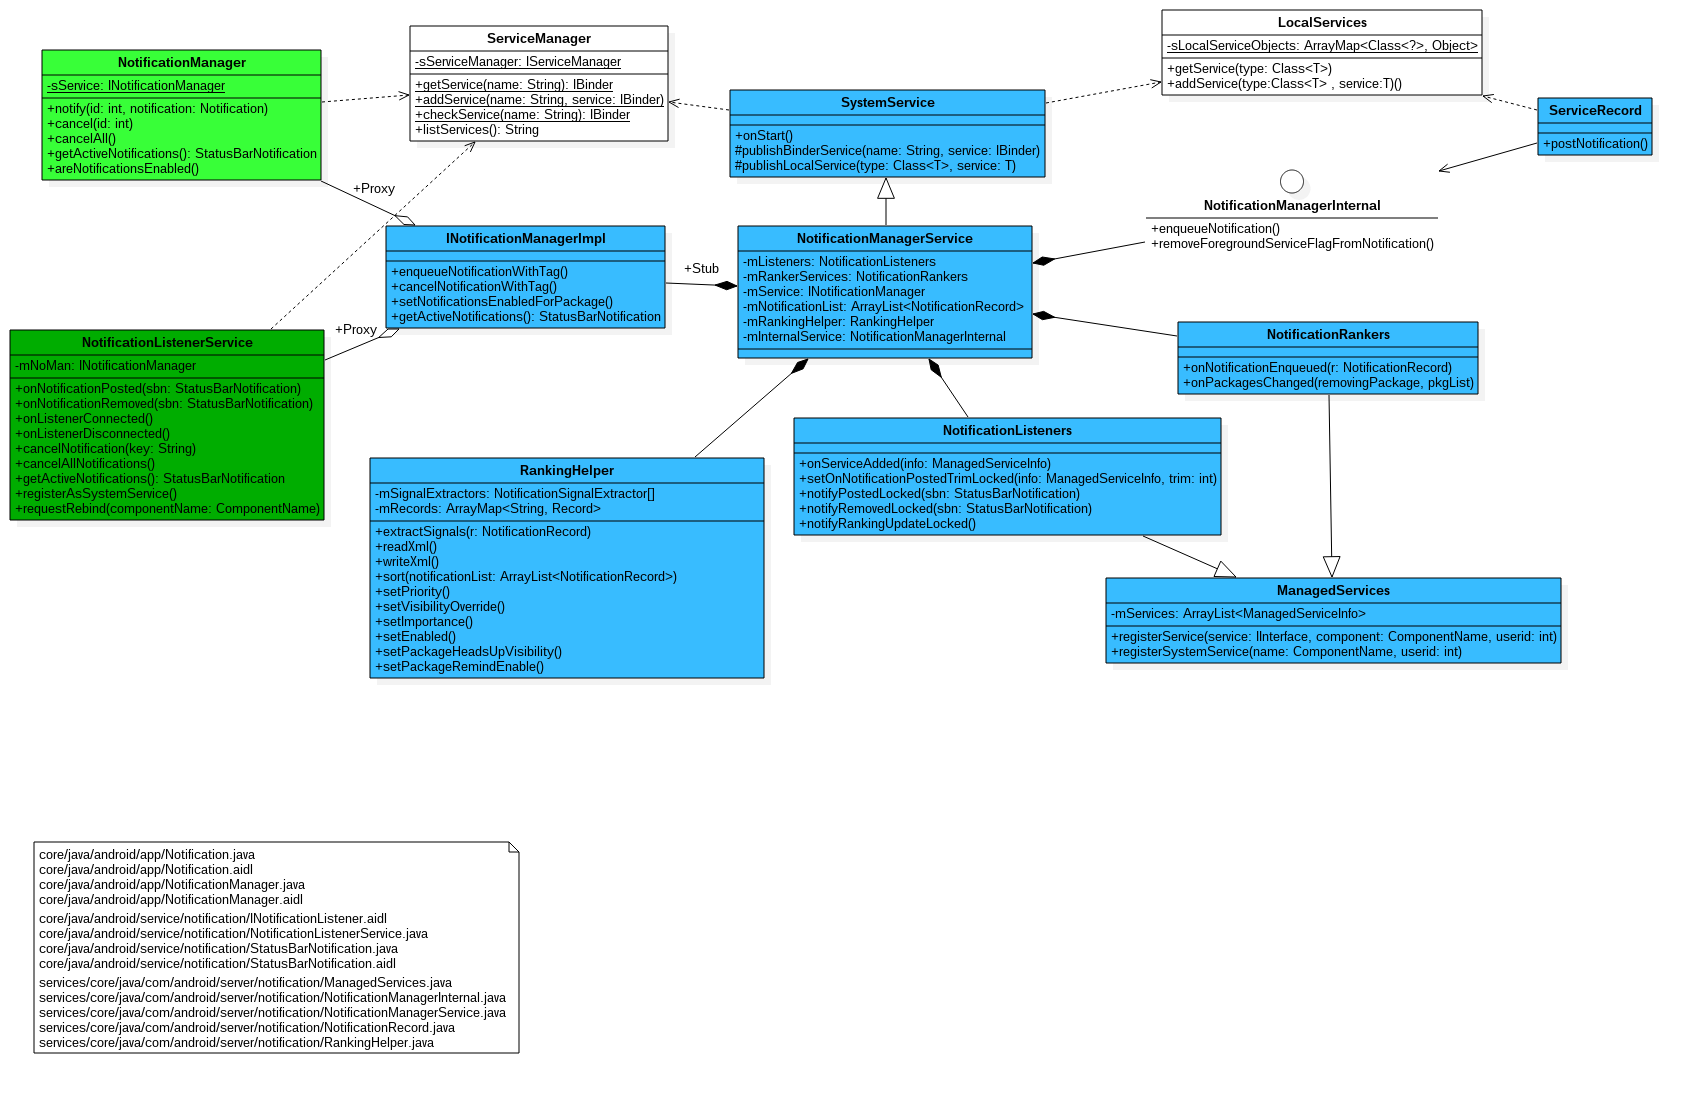 NotificationManager
-sService: INotificationManager
+notify(id: int, notification: Notification)
+cancel(id: int)
+cancelAll()
+getActiveNotifications(): StatusBarNotification
+areNotificationsEnabled()
ServiceManager
-sServiceManager: IServiceManager
+getService(name: String): IBinder
+addService(name: String, service: IBinder)
+checkService(name: String): IBinder
+listServices(): String
SystemService
+onStart()
#publishBinderService(name: String, service: IBinder)
#publishLocalService(type: Class<T>, service: T)
LocalServices
-sLocalServiceObjects: ArrayMap<Class<?>, Object>
+getService(type: Class<T>)
+addService(type:Class<T> , service:T)()
ServiceRecord
+postNotification()
NotificationManagerInternal
+enqueueNotification()
+removeForegroundServiceFlagFromNotification()
+Proxy
INotificationManagerImpl
+enqueueNotificationWithTag()
+cancelNotificationWithTag()
+setNotificationsEnabledForPackage()
+getActiveNotifications(): StatusBarNotification
+Stub
NotificationManagerService
-mListeners: NotificationListeners
-mRankerServices: NotificationRankers
-mService: INotificationManager
-mNotificationList: ArrayList<NotificationRecord>
-mRankingHelper: RankingHelper
-mInternalService: NotificationManagerInternal
+Proxy
NotificationListenerService
-mNoMan: INotificationManager
+onNotificationPosted(sbn: StatusBarNotification)
+onNotificationRemoved(sbn: StatusBarNotification)
+onListenerConnected()
+onListenerDisconnected()
+cancelNotification(key: String)
+cancelAllNotifications()
+getActiveNotifications(): StatusBarNotification
+registerAsSystemService()
+requestRebind(componentName: ComponentName)
NotificationRankers
+onNotificationEnqueued(r: NotificationRecord)
+onPackagesChanged(removingPackage, pkgList)
RankingHelper
-mSignalExtractors: NotificationSignalExtractor[]
-mRecords: ArrayMap<String, Record>
+extractSignals(r: NotificationRecord)
+readXml()
+writeXml()
+sort(notificationList: ArrayList<NotificationRecord>)
+setPriority()
+setVisibilityOverride()
+setImportance()
+setEnabled()
+setPackageHeadsUpVisibility()
+setPackageRemindEnable()
NotificationListeners
+onServiceAdded(info: ManagedServiceInfo)
+setOnNotificationPostedTrimLocked(info: ManagedServiceInfo, trim: int)
+notifyPostedLocked(sbn: StatusBarNotification)
+notifyRemovedLocked(sbn: StatusBarNotification)
+notifyRankingUpdateLocked()
ManagedServices
-mServices: ArrayList<ManagedServiceInfo>
+registerService(service: IInterface, component: ComponentName, userid: int)
+registerSystemService(name: ComponentName, userid: int)
core/java/android/app/Notification.java
core/java/android/app/Notification.aidl
core/java/android/app/NotificationManager.java
core/java/android/app/NotificationManager.aidl
core/java/android/service/notification/INotificationListener.aidl
core/java/android/service/notification/NotificationListenerService.java
core/java/android/service/notification/StatusBarNotification.java
core/java/android/service/notification/StatusBarNotification.aidl
services/core/java/com/android/server/notification/ManagedServices.java
services/core/java/com/android/server/notification/NotificationManagerInternal.java
services/core/java/com/android/server/notification/NotificationManagerService.java
services/core/java/com/android/server/notification/NotificationRecord.java
services/core/java/com/android/server/notification/RankingHelper.java